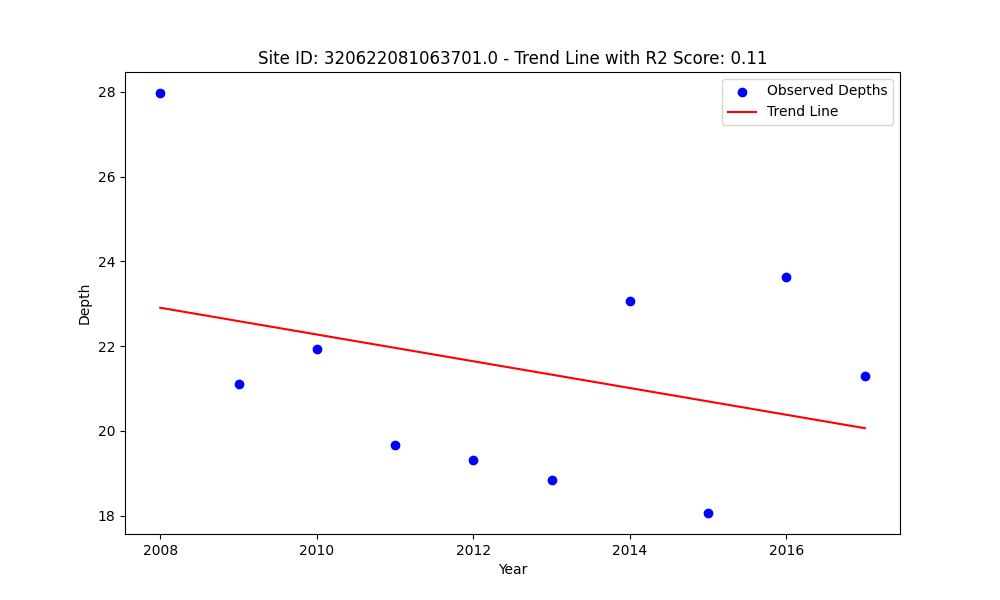 Site ID: 320622081063701.0 - Trend Line with R2 Score: 0.11
Observed Depths
Trend Line
28
26
24
22
20
18
Depth
2008
2010
2012
2014
2016
Year